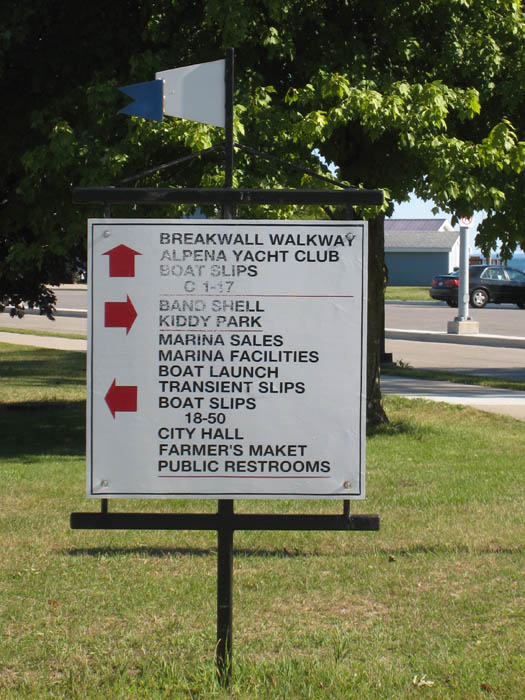 BREAKWALL WALKWAY
ALPENA YACHT CLUB
BOAT SLIPS
C 1-17
BAND SHELL
KIDDY PARK
MARINA SALES
MARINA FACILITIES
BOAT LAUNCH
TRANSIENT SLIPS
BOAT SLIPS
18-50
CITY HALL
FARMER'S MAKET
PUBLIC RESTROOMS